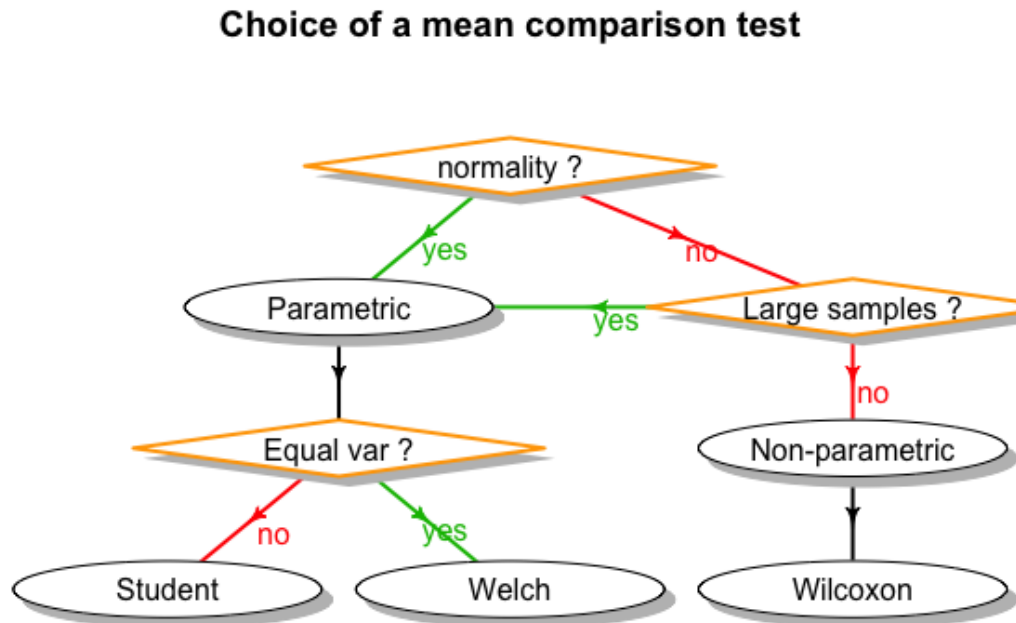 Choice of a mean comparison test
normality ?
yes
no
Parametric
yes
Large samples ?
no
Equal var ?
Non-parametric
no
yes
Student
Welch
Wilcoxon